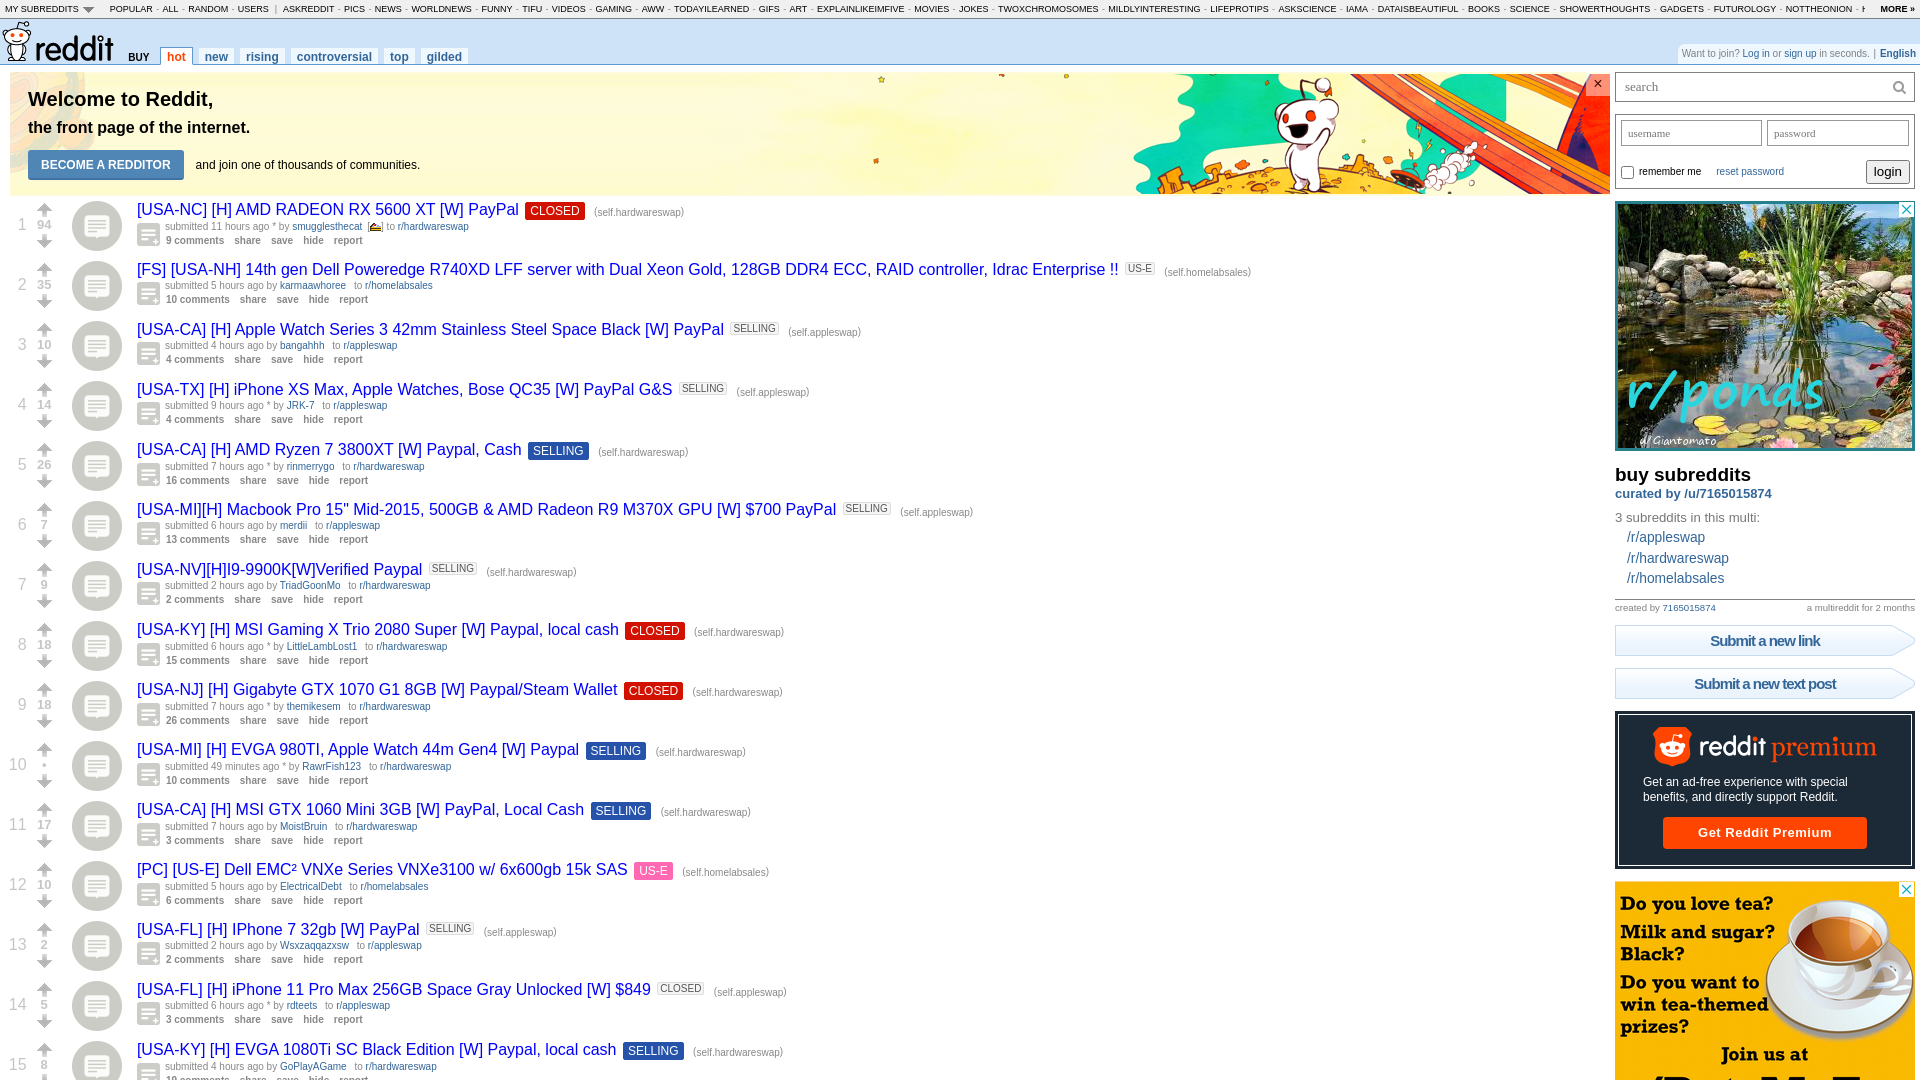 MY SUBREDDITS POPULAR - ALL - RANDOM - USERS | ASKREDDIT - PICS - NEWS - WORLDNEWS - FUNNY - TIFU - VIDEOS - GAMING - AWW - TODAYILEARNED - GIFS - ART - EXPLAINLIKEIMFIVE - MOVIES - JOKES - TWOXCHROMOSOMES - MILDLYINTERESTING - LIFEPROTIPS - ASKSCIENCE - IAMA - DATAISBEAUTIFUL - BOOKS - SCIENCE - SHOWERTHOUGHTS - GADGETS - FUTUROLOGY - NOTTHEONION - MORE »
reddit BUY hot new rising controversial top gilded
Want to join? Log in or sign up in seconds. | English
Welcome to Reddit,
the front page of the internet.
BECOME A REDDITOR and join one of thousands of communities.
×
1
94
[USA-NC] [H] AMD RADEON RX 5600 XT [W] PayPal CLOSED (self.hardwareswap)
submitted 11 hours ago * by smugglesthecat [] to r/hardwareswap
9 comments share save hide report
2
35
[FS] [USA-NH] 14th gen Dell Poweredge R740XD LFF server with Dual Xeon Gold, 128GB DDR4 ECC, RAID controller, Idrac Enterprise !! US-E (self.homelabsales)
submitted 5 hours ago by karmaawhoree to r/homelabsales
10 comments share save hide report
3
10
[USA-CA] [H] Apple Watch Series 3 42mm Stainless Steel Space Black [W] PayPal SELLING (self.appleswap)
submitted 4 hours ago by bangahhh to r/appleswap
4 comments share save hide report
4
14
[USA-TX] [H] iPhone XS Max, Apple Watches, Bose QC35 [W] PayPal G&S SELLING (self.appleswap)
submitted 9 hours ago * by JRK-7 to r/appleswap
4 comments share save hide report
5
26
[USA-CA] [H] AMD Ryzen 7 3800XT [W] Paypal, Cash SELLING (self.hardwareswap)
submitted 7 hours ago * by rinmerrygo to r/hardwareswap
16 comments share save hide report
6
7
[USA-MI][H] Macbook Pro 15" Mid-2015, 500GB & AMD Radeon R9 M370X GPU [W] $700 PayPal SELLING (self.appleswap)
submitted 6 hours ago by merdii to r/appleswap
13 comments share save hide report
7
9
[USA-NV][H]I9-9900K[W]Verified Paypal SELLING (self.hardwareswap)
submitted 2 hours ago by TriadGoonMo to r/hardwareswap
2 comments share save hide report
8
18
[USA-KY] [H] MSI Gaming X Trio 2080 Super [W] Paypal, local cash CLOSED (self.hardwareswap)
submitted 6 hours ago * by LittleLambLost1 to r/hardwareswap
15 comments share save hide report
9
18
[USA-NJ] [H] Gigabyte GTX 1070 G1 8GB [W] Paypal/Steam Wallet CLOSED (self.hardwareswap)
submitted 7 hours ago * by themikesem to r/hardwareswap
26 comments share save hide report
10
•
[USA-MI] [H] EVGA 980TI, Apple Watch 44m Gen4 [W] Paypal SELLING (self.hardwareswap)
submitted 49 minutes ago * by RawrFish123 to r/hardwareswap
10 comments share save hide report
11
17
[USA-CA] [H] MSI GTX 1060 Mini 3GB [W] PayPal, Local Cash SELLING (self.hardwareswap)
submitted 7 hours ago by MoistBruin to r/hardwareswap
3 comments share save hide report
12
10
[PC] [US-E] Dell EMC² VNXe Series VNXe3100 w/ 6x600gb 15k SAS US-E (self.homelabsales)
submitted 5 hours ago by ElectricalDebt to r/homelabsales
6 comments share save hide report
13
2
[USA-FL] [H] IPhone 7 32gb [W] PayPal SELLING (self.appleswap)
submitted 2 hours ago by Wsxzaqqazxsw to r/appleswap
2 comments share save hide report
14
5
[USA-FL] [H] iPhone 11 Pro Max 256GB Space Gray Unlocked [W] $849 CLOSED (self.appleswap)
submitted 6 hours ago * by rdteets to r/appleswap
3 comments share save hide report
15
8
[USA-KY] [H] EVGA 1080Ti SC Black Edition [W] Paypal, local cash SELLING (self.hardwareswap)
submitted 4 hours ago by GoPlayAGame to r/hardwareswap
19 comments share save hide report
search
username password
remember me reset password login
r/ponds
u/Giantomato
buy subreddits
curated by /u/7165015874
3 subreddits in this multi:
/r/appleswap
/r/hardwareswap
/r/homelabsales
created by 7165015874 a multireddit for 2 months
Submit a new link
Submit a new text post
reddit premium
Get an ad-free experience with special
benefits, and directly support Reddit.
Get Reddit Premium
Do you love tea?
Milk and sugar?
Black?
Do you want to
win tea-themed
prizes?
Join us at